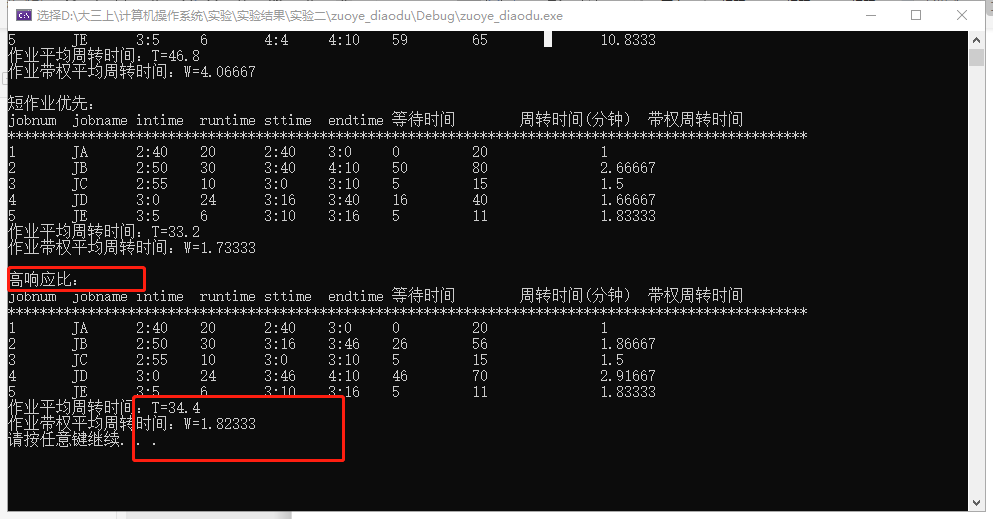 选择D:\大三上\计算机操作系统\实验\实验结果\实验二\zuoye_diaodu\Debug\zuoye_diaodu.exe
5 JE 3:5 6 4:4 4:10 59 65 10.8333
作业平均周转时间：T=46.8
作业带权平均周转时间：W=4.06667
短作业优先：
jobnum jobname intime runtime sttime endtime 等待时间 周转时间(分钟) 带权周转时间
****************************************************************************************************
1 JA 2:40 20 2:40 3:0 0 20 1
2 JB 2:50 30 3:40 4:10 50 80 2.66667
3 JC 2:55 10 3:0 3:10 5 15 1.5
4 JD 3:0 24 3:16 3:40 16 40 1.66667
5 JE 3:5 6 3:10 3:16 5 11 1.83333
作业平均周转时间：T=33.2
作业带权平均周转时间：W=1.73333
高响应比：
jobnum jobname intime runtime sttime endtime 等待时间 周转时间(分钟) 带权周转时间
****************************************************************************************************
1 JA 2:40 20 2:40 3:0 0 20 1
2 JB 2:50 30 3:16 3:46 26 56 1.86667
3 JC 2:55 10 3:0 3:10 5 15 1.5
4 JD 3:0 24 3:46 4:10 46 70 2.91667
5 JE 3:5 6 3:10 3:16 5 11 1.83333
作业平均周转时间：T=34.4
作业带权平均周转时间：W=1.82333
请按任意键继续. . .